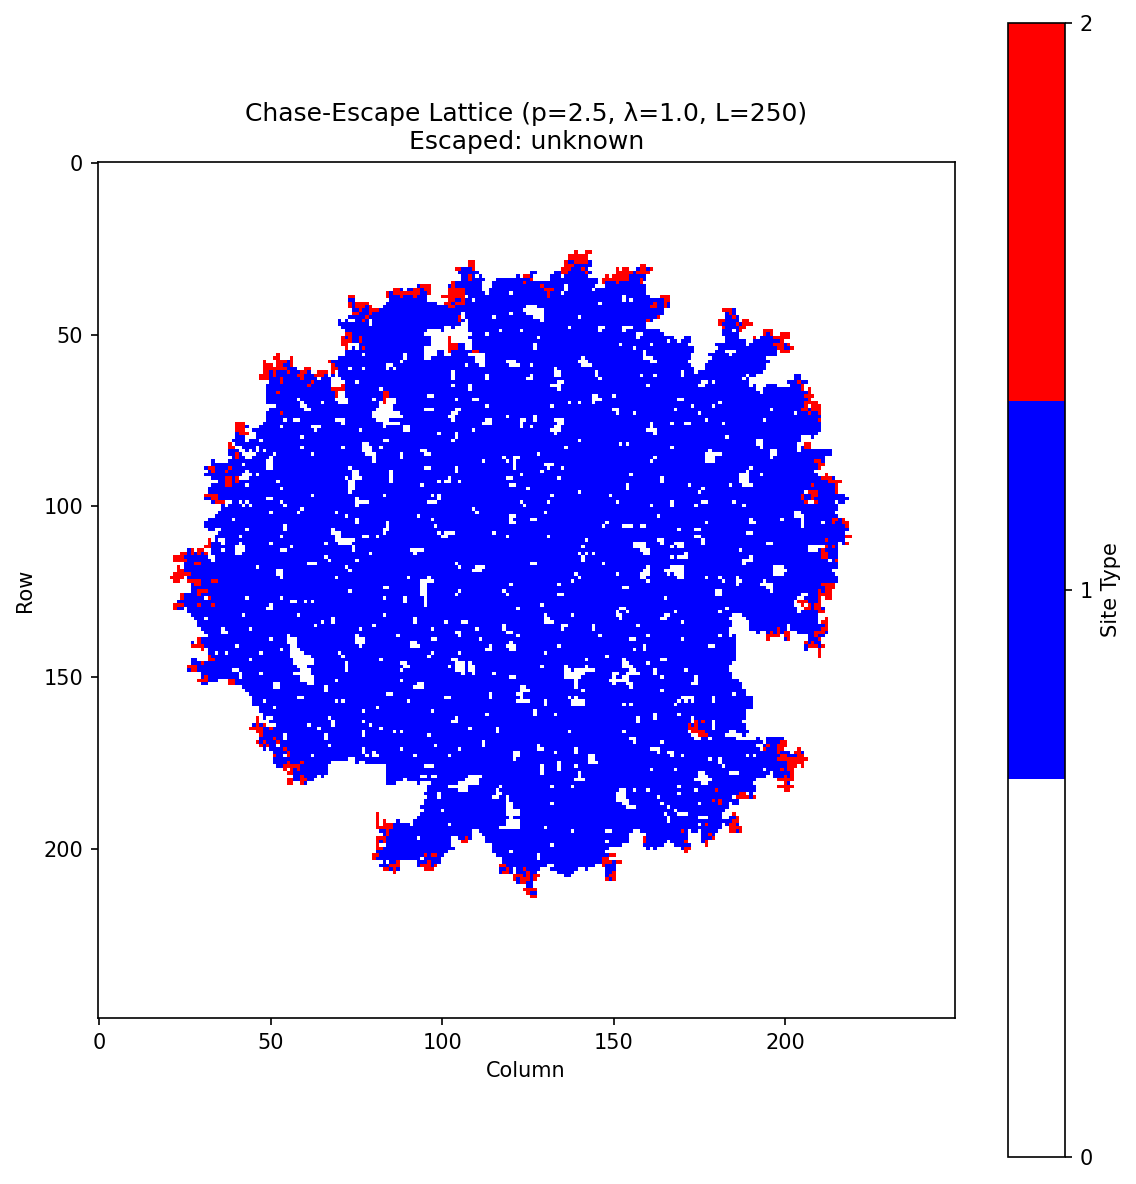 Chase-Escape Lattice (p=2.5, λ=1.0, L=250)
Escaped: unknown
0
50
100
150
200
Row
0
50
100
150
200
Column
2
1
0
Site Type